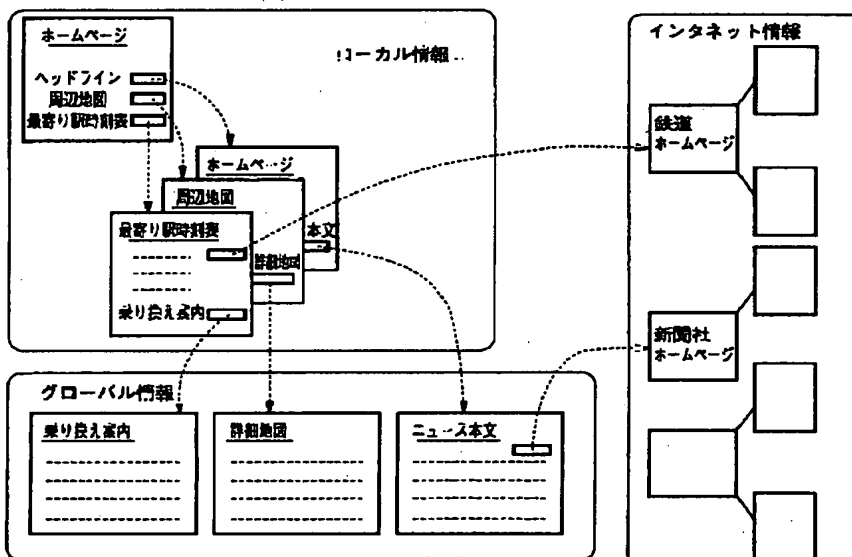 ホームページ
ローカル情報
ヘッドライン
周辺地図
最寄り駅時刻表
ホームページ
周辺地図
最寄り駅時刻表
本文
詳細地図
乗り換え案内
インタネット情報
鉄道
ホームページ
新聞社
ホームページ
グローバル情報
乗り換え案内
詳細地図
ニュース本文